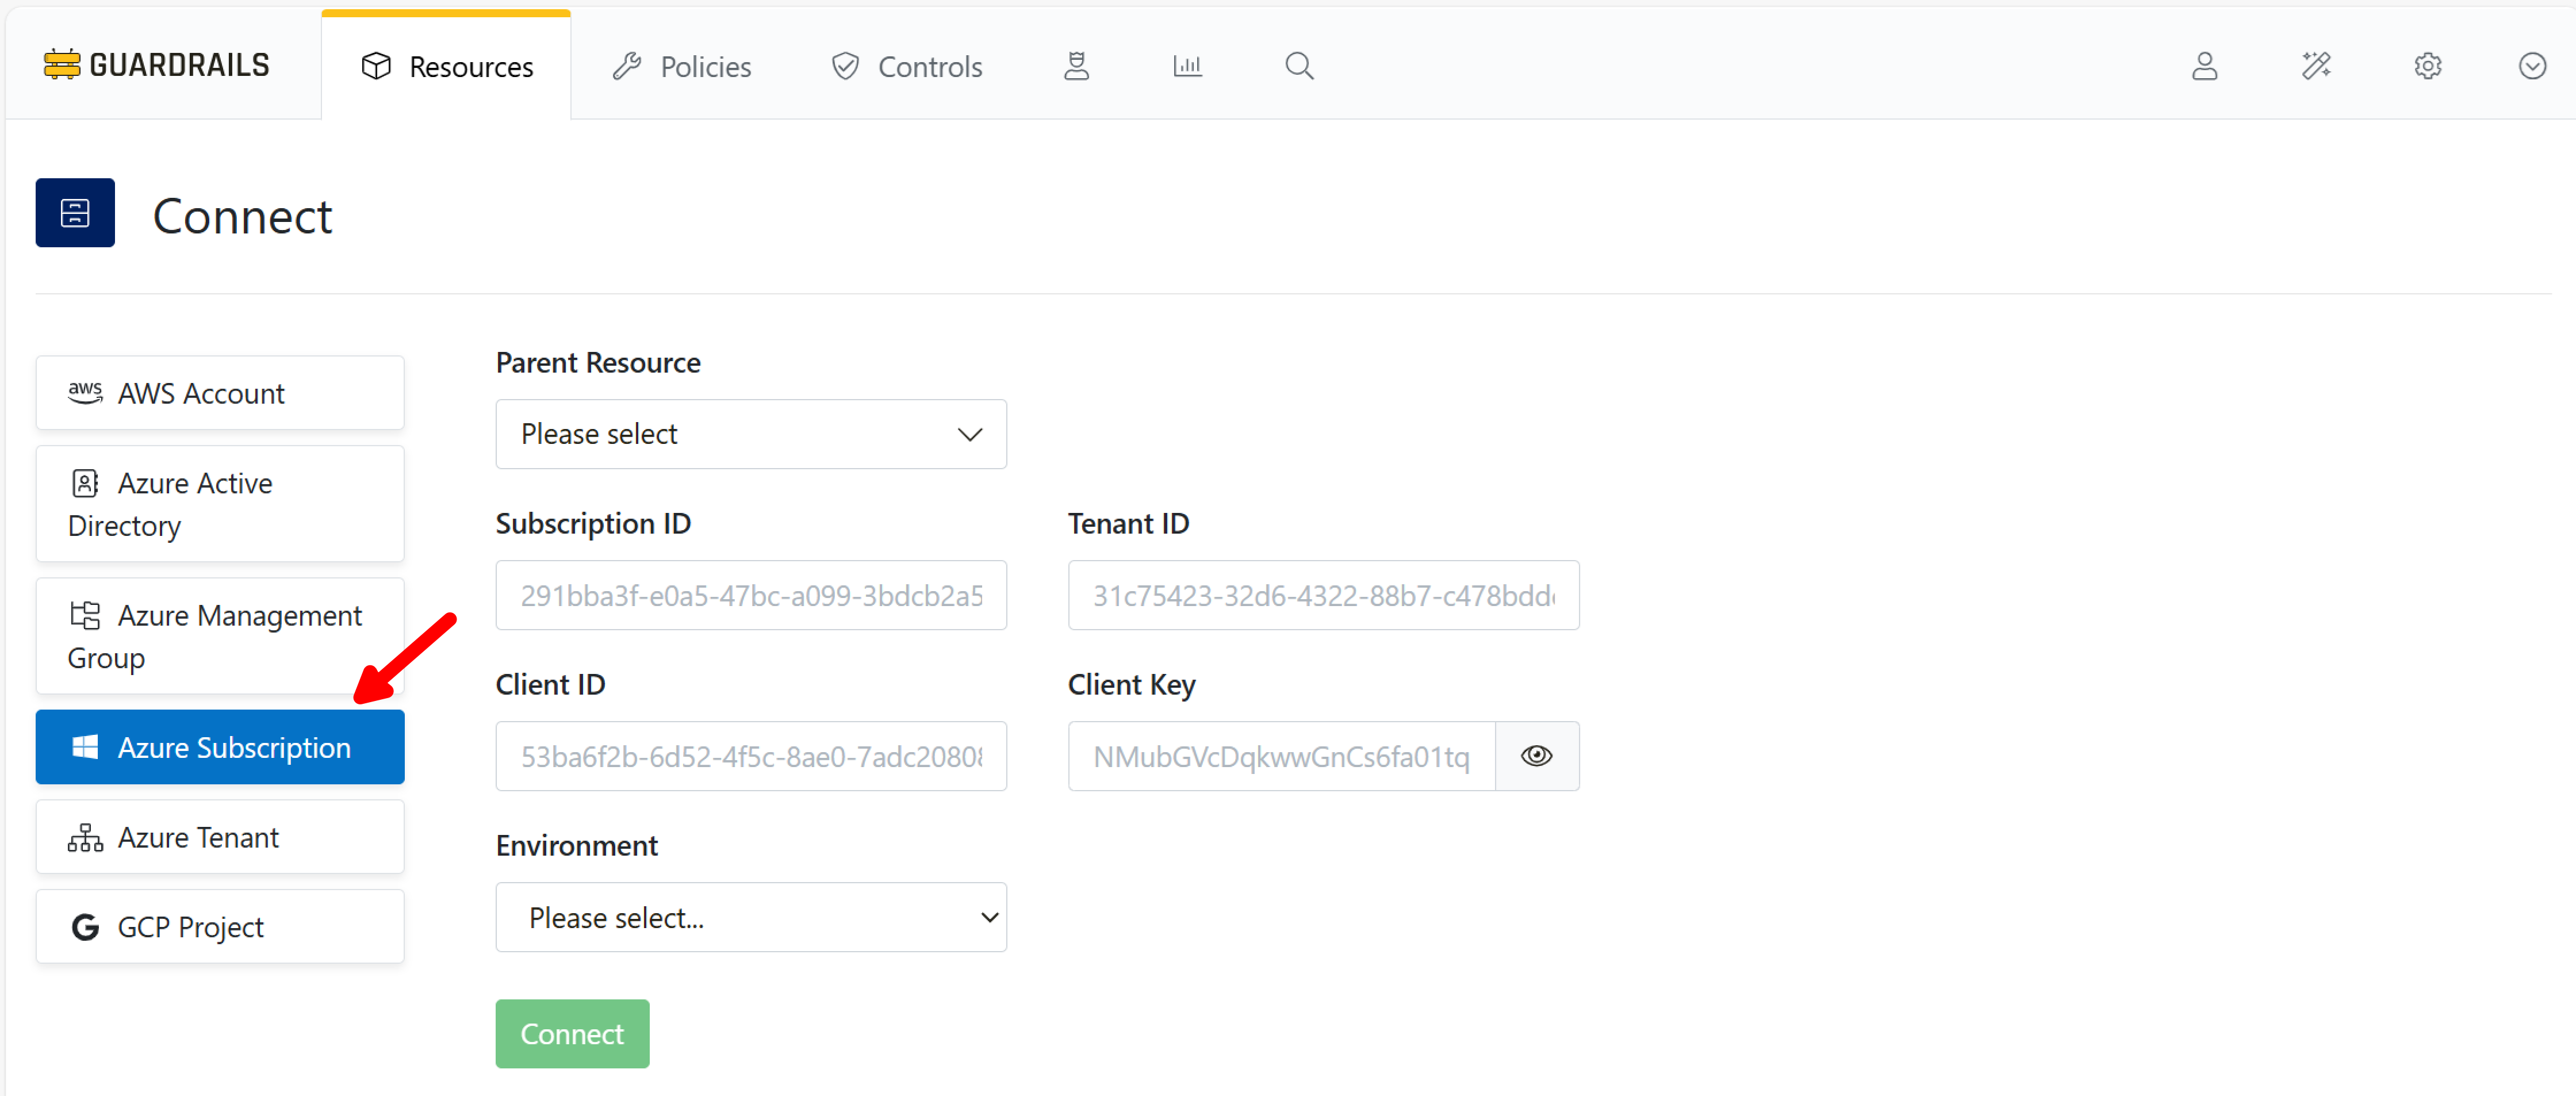 GUARDRAILS
Resources
Policies
Controls
Connect
aws AWS Account
Azure Active
Directory
Azure Management
Group
Azure Subscription
Azure Tenant
GCP Project
Parent Resource
Please select
Subscription ID
Tenant ID
291bba3f-e0a5-47bc-a099-3bdcb2a5
31c75423-32d6-4322-88b7-c478bdd
Client ID
Client Key
53ba6f2b-6d52-4f5c-8ae0-7adc2080
NMubGVcDqkwwGnCs6fa01tq
Environment
Please select...
Connect